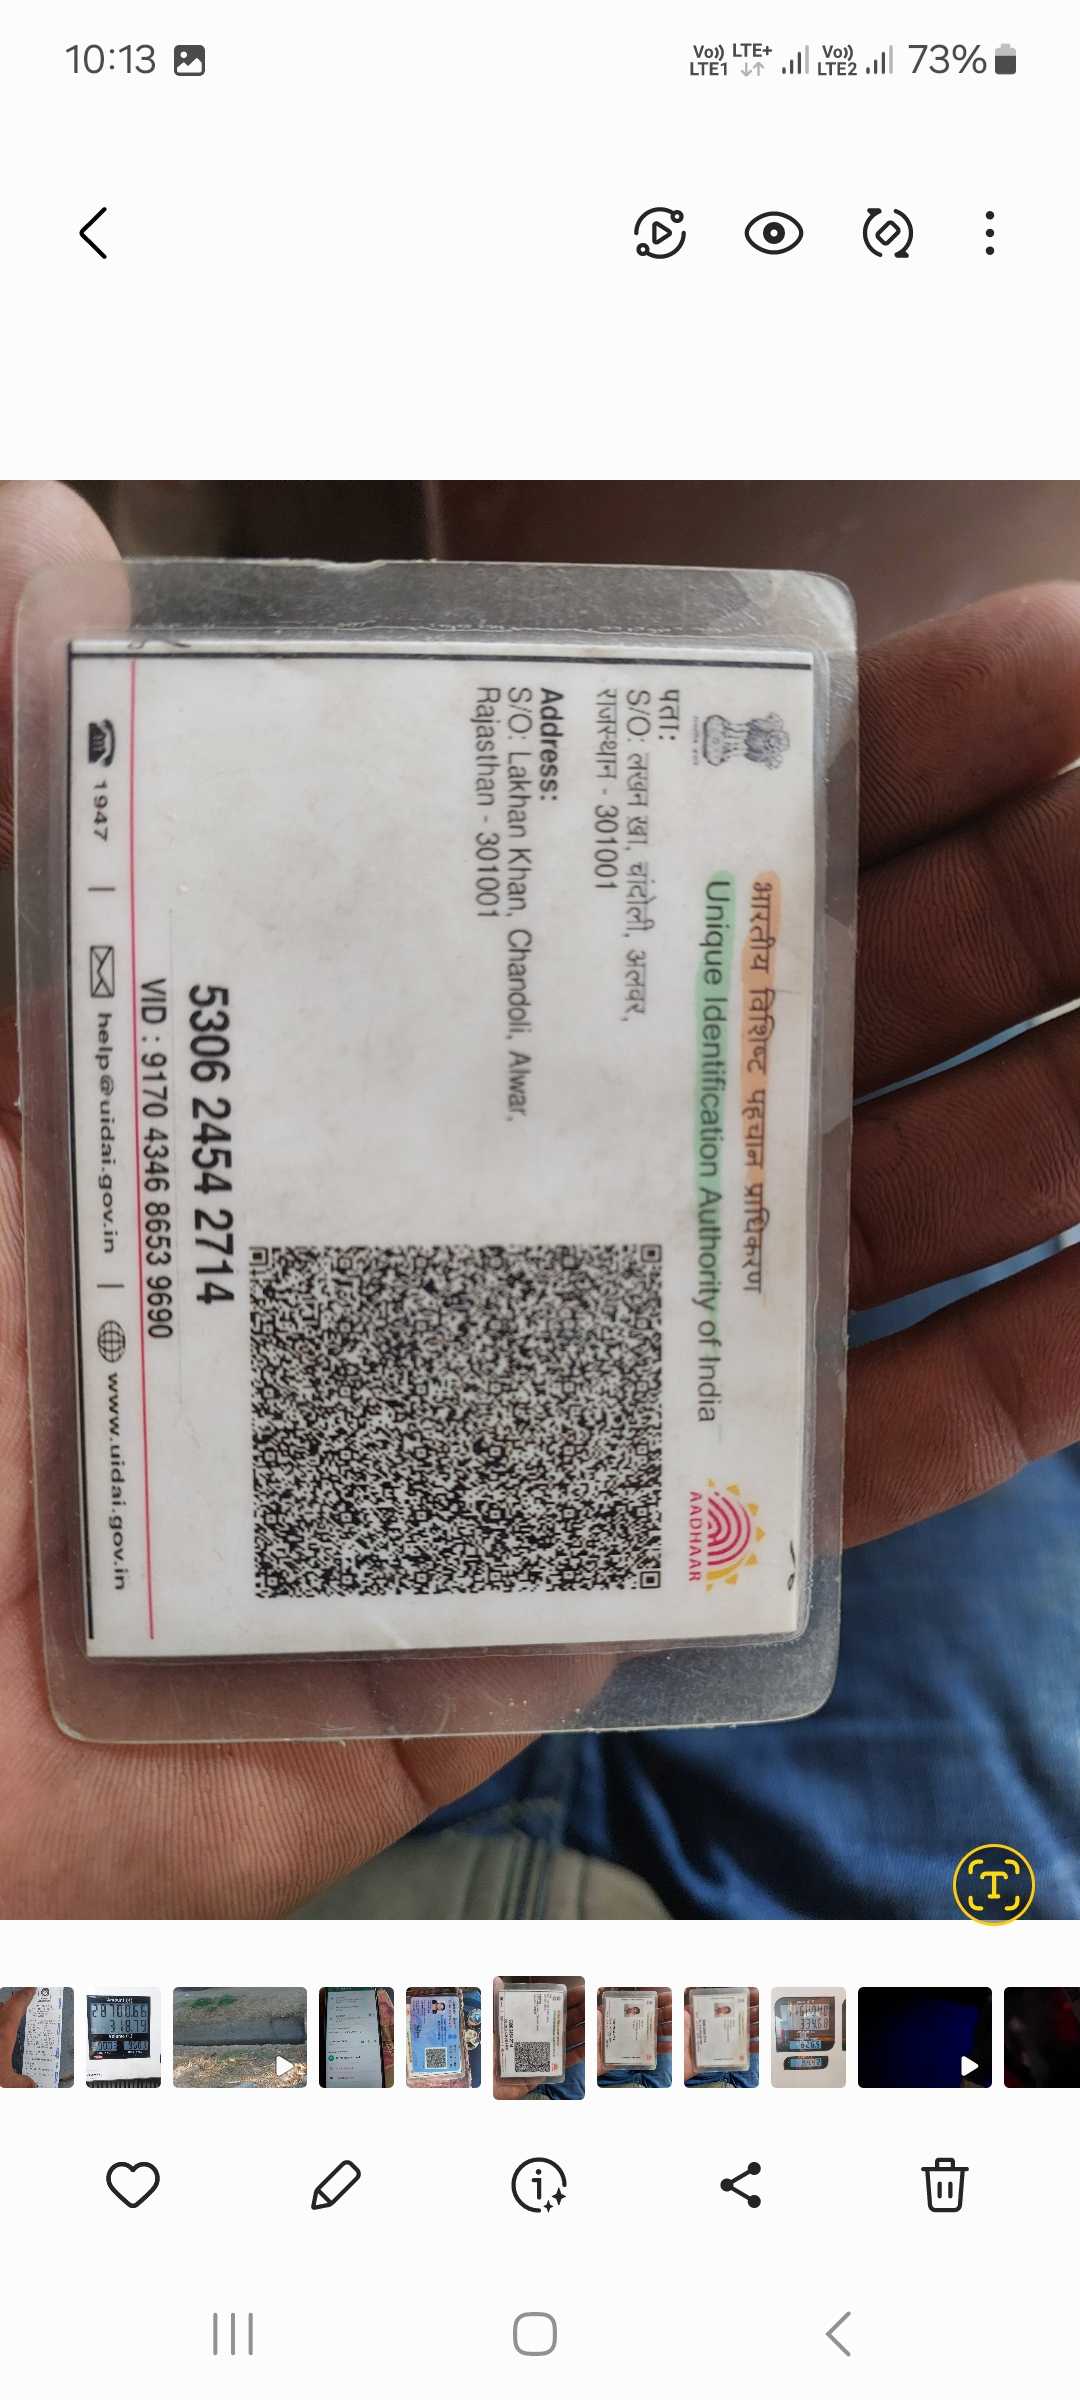 10:13
Vo)) LTE1 LTE+ Vo)) LTE2 73%
भारतीय विशिष्ट पहचान प्राधिकरण
Unique Identification Authority of India
AADHAAR
पता:
S/O: लखन खा, चांदोली, अलवर,
राजस्थान - 301001
Address:
S/O: Lakhan Khan, Chandoli, Alwar,
Rajasthan - 301001
5306 2454 2714
VID : 9170 4346 8653 9690
1947 | help@uidai.gov.in | www.uidai.gov.in
T